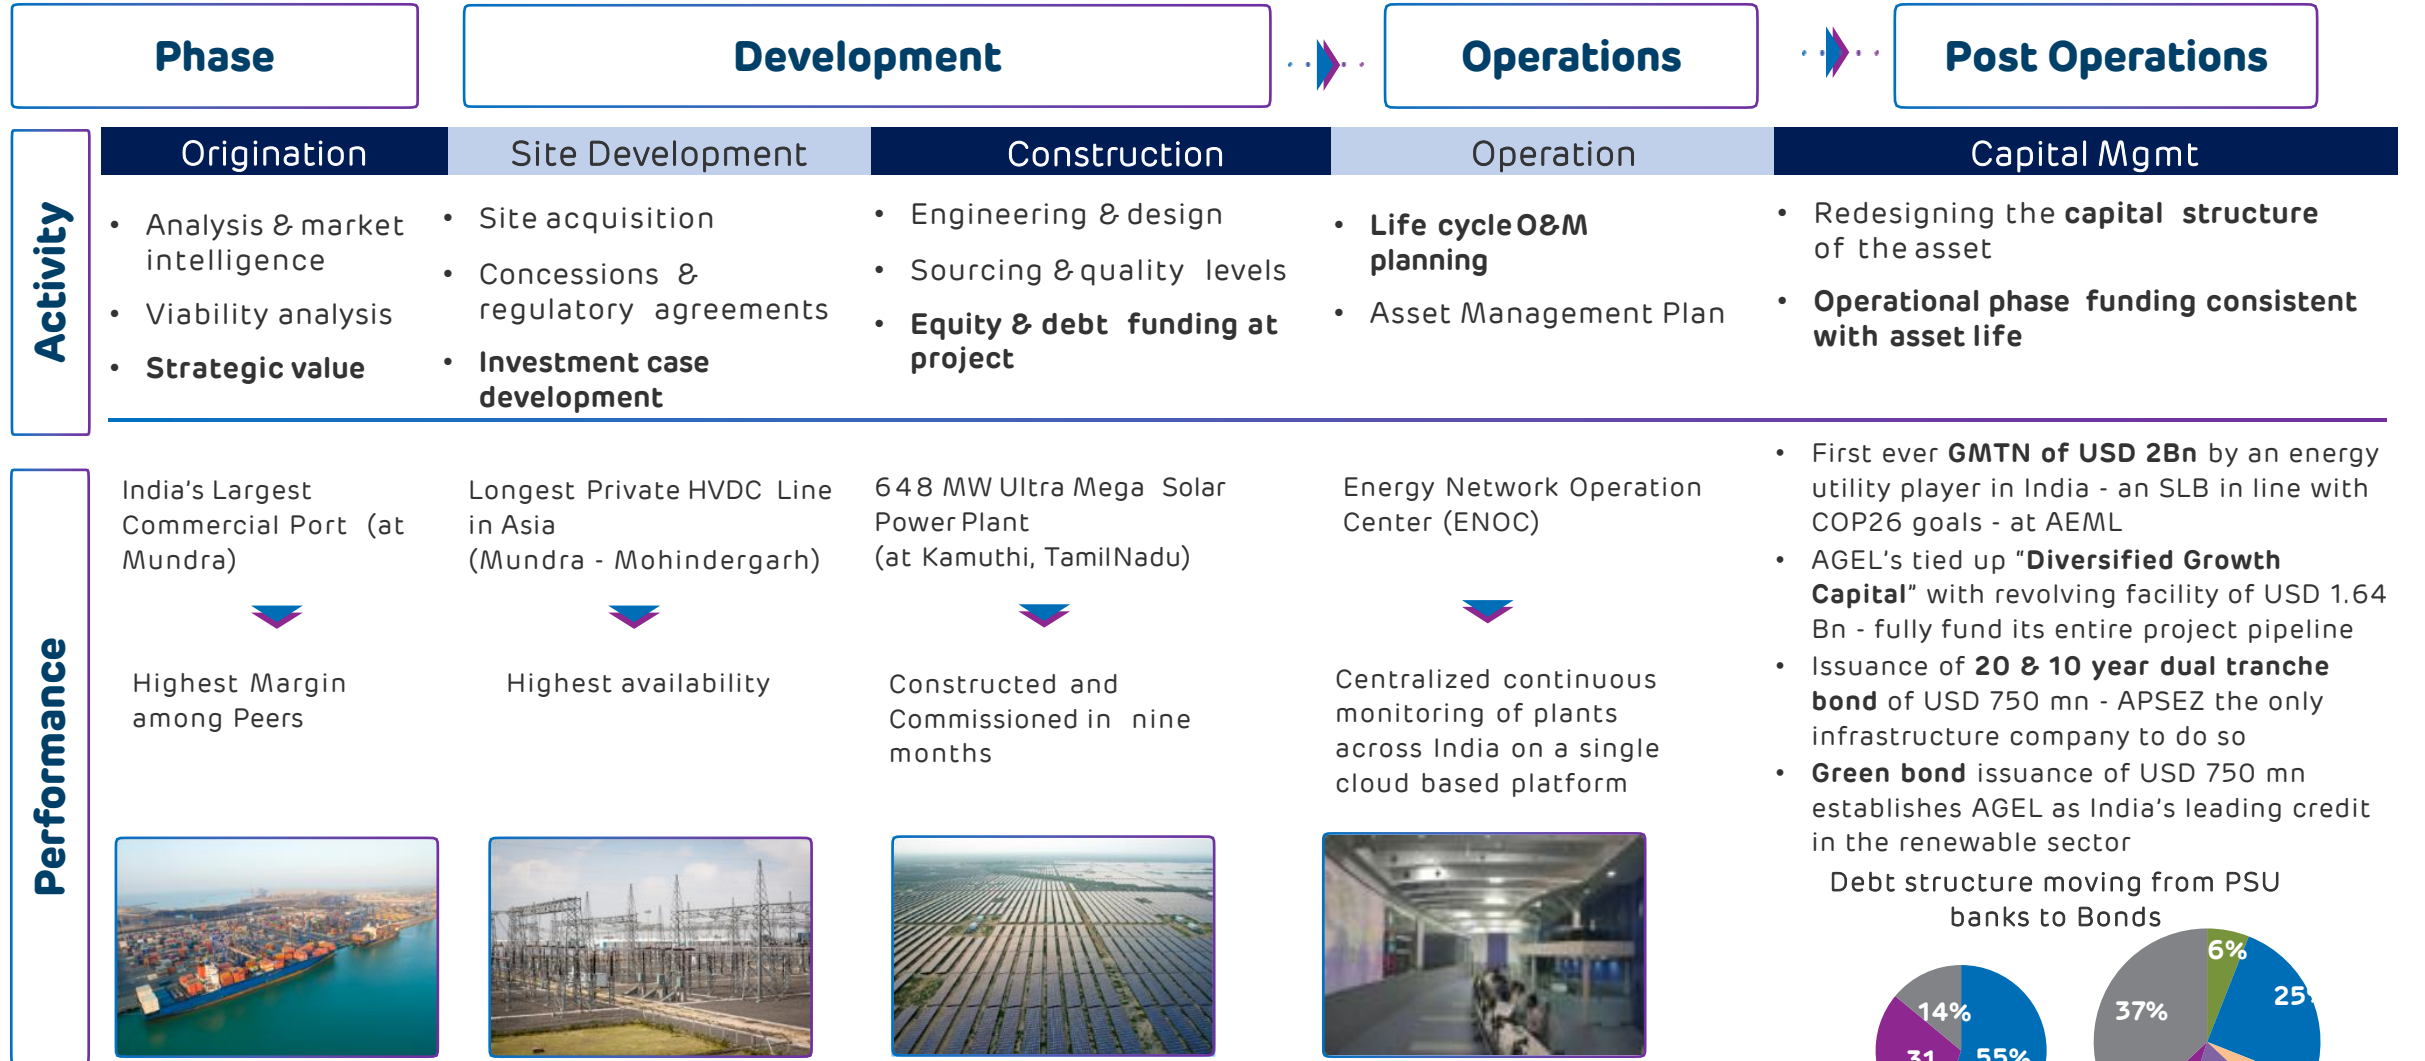 Phase
Development
Operations
Post Operations
Activity
Origination
Site Development
Construction
Operation
Capital Mgmt
• Analysis & market
intelligence
• Viability analysis
• Strategic value
• Site acquisition
• Concessions &
regulatory agreements
• Investment case
development
• Engineering & design
• Sourcing & quality levels
• Equity & debt funding at
project
• Life cycle O&M
planning
• Asset Management Plan
• Redesigning the capital structure
of the asset
• Operational phase funding consistent
with asset life
Performance
India's Largest
Commercial Port (at
Mundra)
Highest Margin
among Peers
Longest Private HVDC Line
in Asia
(Mundra - Mohindergarh)
Highest availability
648 MW Ultra Mega Solar
Power Plant
(at Kamuthi, TamilNadu)
Constructed and
Commissioned in nine
months
Energy Network Operation
Center (ENOC)
Centralized continuous
monitoring of plants
across India on a single
cloud based platform
• First ever GMTN of USD 2Bn by an energy
utility player in India - an SLB in line with
COP26 goals - at AEML
• AGEL's tied up "Diversified Growth
Capital" with revolving facility of USD 1.64
Bn - fully fund its entire project pipeline
• Issuance of 20 & 10 year dual tranche
bond of USD 750 mn - APSEZ the only
infrastructure company to do so
• Green bond issuance of USD 750 mn
establishes AGEL as India's leading credit
in the renewable sector
Debt structure moving from PSU
banks to Bonds
14%
31
55%
6%
25
37%